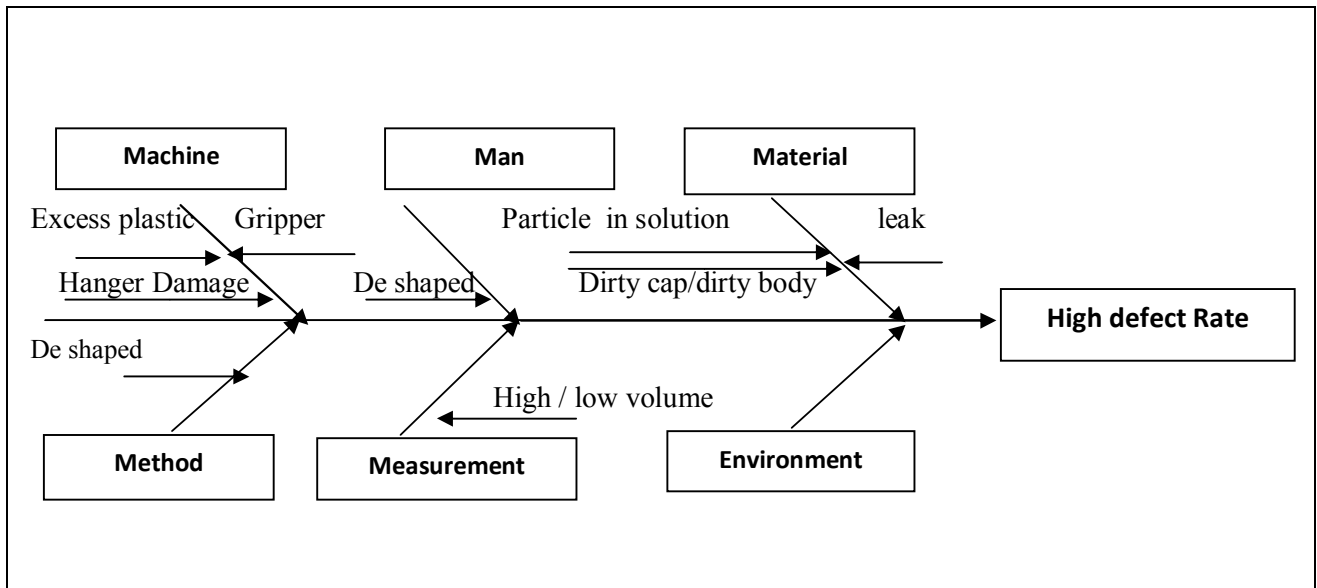 Machine
Man
Material
Excess plastic
Gripper
Particle in solution
leak
Hanger Damage
De shaped
Dirty cap/dirty body
High defect Rate
De shaped
High / low volume
Method
Measurement
Environment